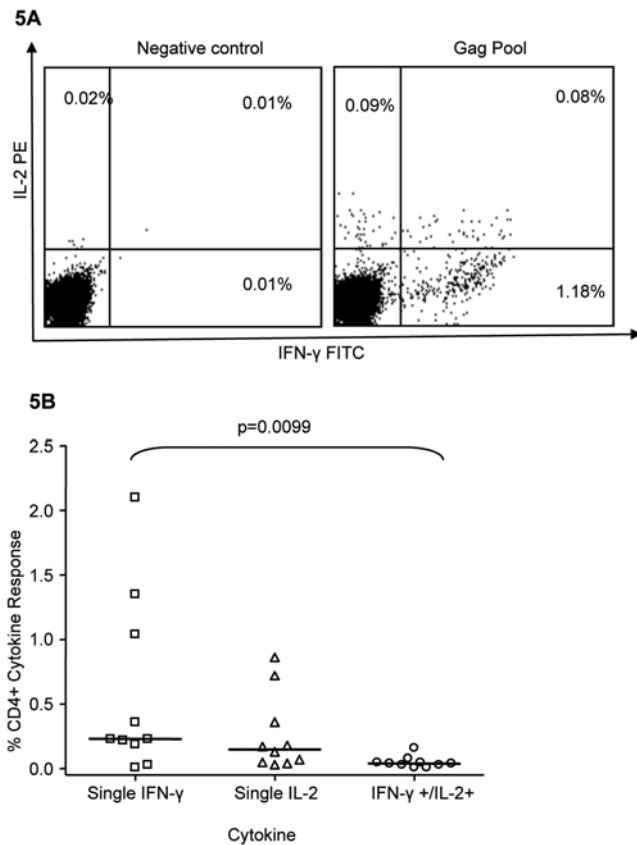 5A
Negative control
Gag Pool
0.02%
0.01%
0.09%
0.08%
0.01%
1.18%
IL-2 PE
IFN-γ FITC
5B
p=0.0099
2.5
2.0
1.5
1.0
0.5
0.0
% CD4+ Cytokine Response
Single IFN-γ
Single IL-2
IFN-γ +/IL-2+
Cytokine